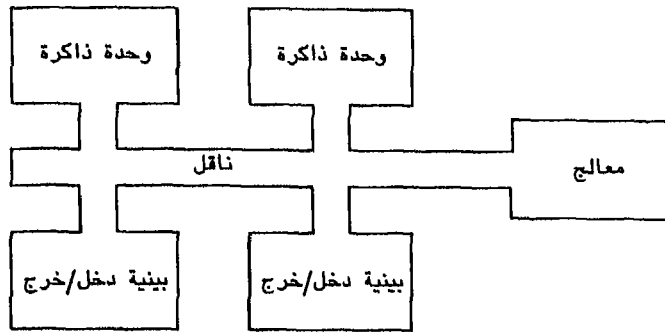 وحدة ذاكرة
وحدة ذاكرة
ناقل
معالج
بينية دخل/خرج
بينية دخل/خرج